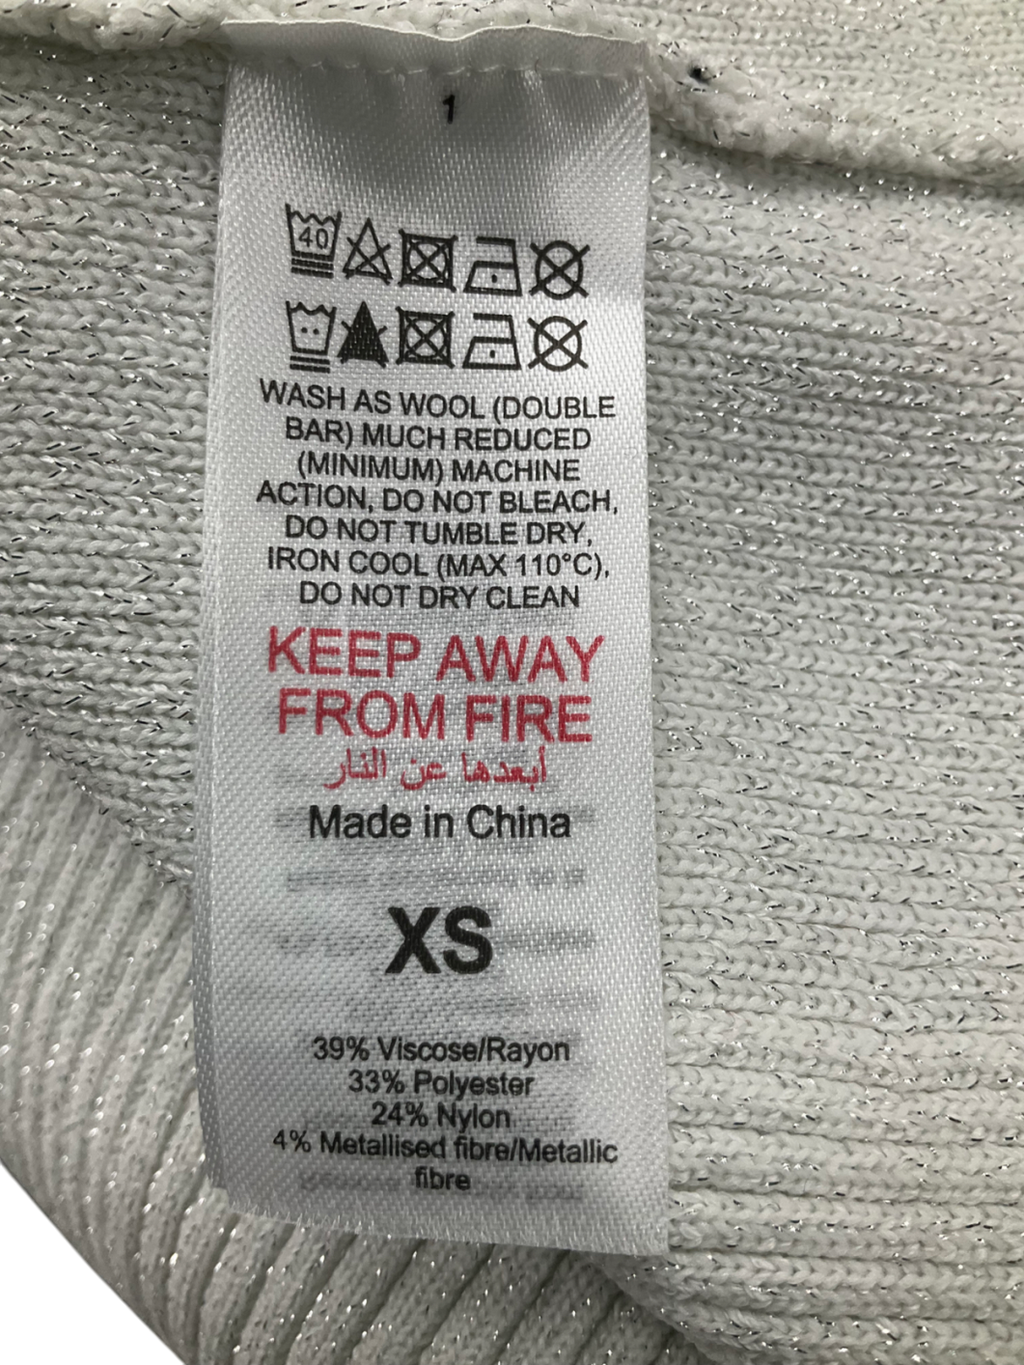 1
40
WASH AS WOOL (DOUBLE
BAR) MUCH REDUCED
(MINIMUM) MACHINE
ACTION, DO NOT BLEACH,
DO NOT TUMBLE DRY,
IRON COOL (MAX 110°C),
DO NOT DRY CLEAN
KEEP AWAY
FROM FIRE
أبعدها عن النار
Made in China
XS
39% Viscose/Rayon
33% Polyester
24% Nylon
4% Metallised fibre/Metallic
fibre